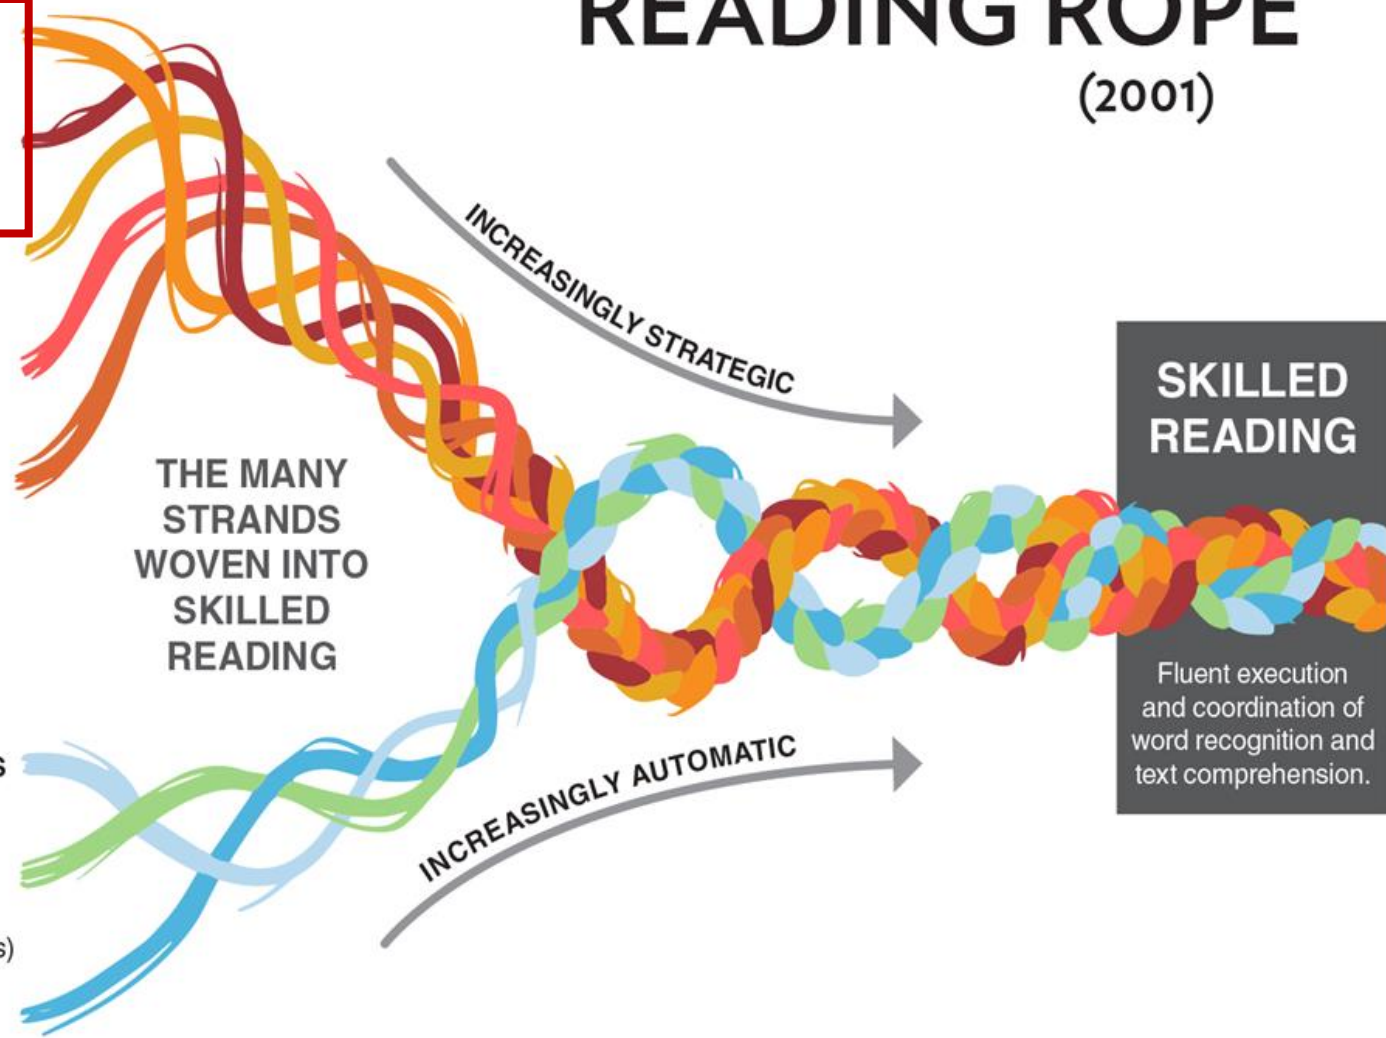 READING ROPE
(2001)
INCREASINGLY STRATEGIC
SKILLED
READING
THE MANY
STRANDS
WOVEN INTO
SKILLED
READING
Fluent execution
and coordination of
word recognition and
text comprehension.
s
INCREASINGLY AUTOMATIC
s)